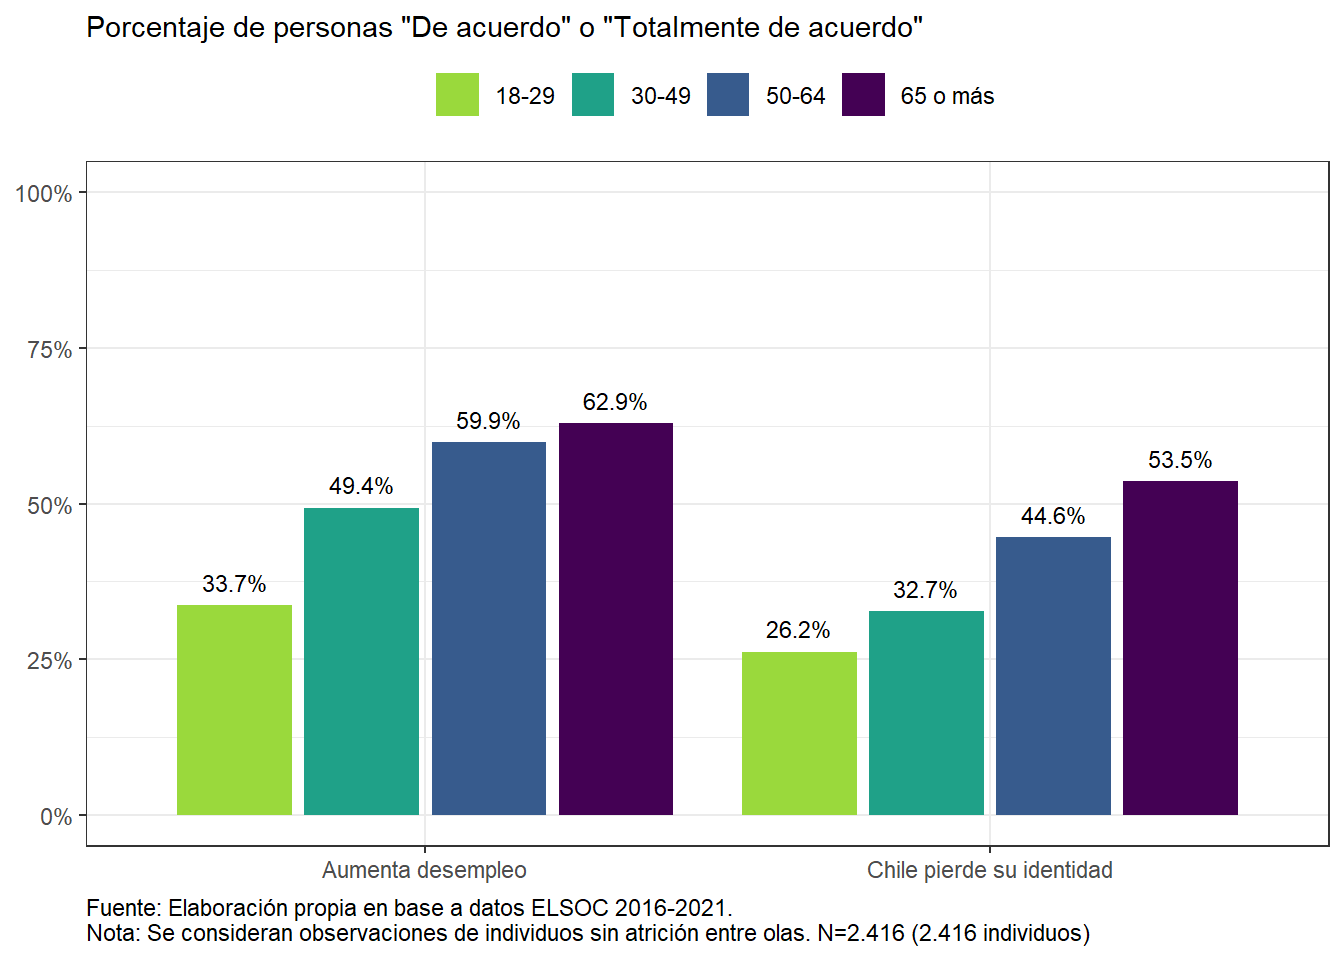 Porcentaje de personas "De acuerdo" o "Totalmente de acuerdo"
18-29 30-49 50-64 65 o más
100%
75%
50%
25%
0%
33.7% 49.4% 59.9% 62.9% 26.2% 32.7% 44.6% 53.5%
Aumenta desempleo Chile pierde su identidad
Fuente: Elaboración propia en base a datos ELSOC 2016-2021.
Nota: Se consideran observaciones de individuos sin atrición entre olas. N=2.416 (2.416 individuos)